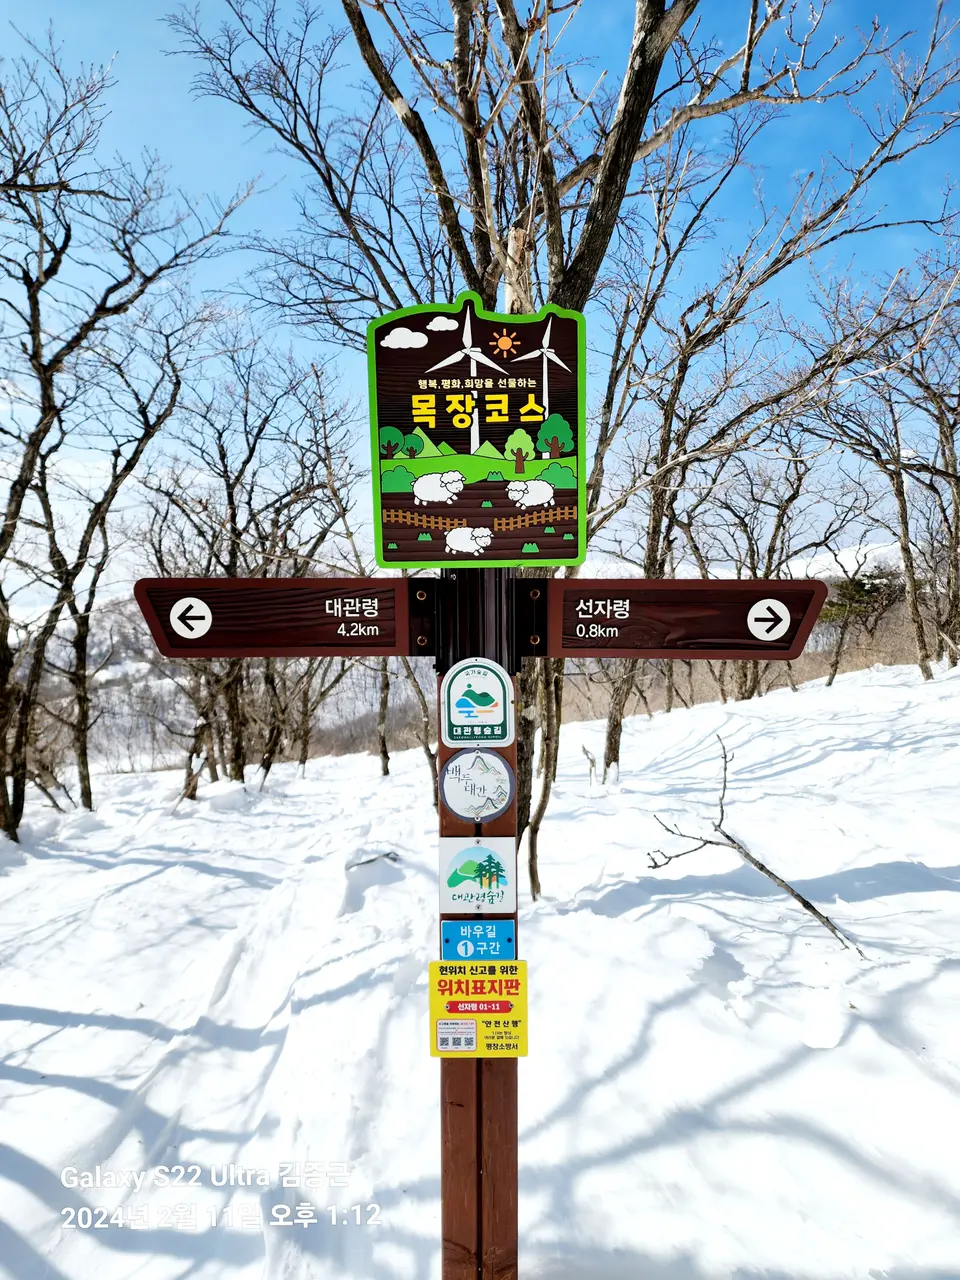 행복,평화,희망을 선물하는
목장코스
대관령
4.2km
선자령
0.8km
국가숲길
대관령숲길
백두
대간
대관령숲길
바우길
1구간
현위치 신고를 위한
위치표지판
선자령 01-11
"안전산행"
평창소방서
Galaxy S22 Ultra 김종근
2024년 2월 11일 오후 1:12